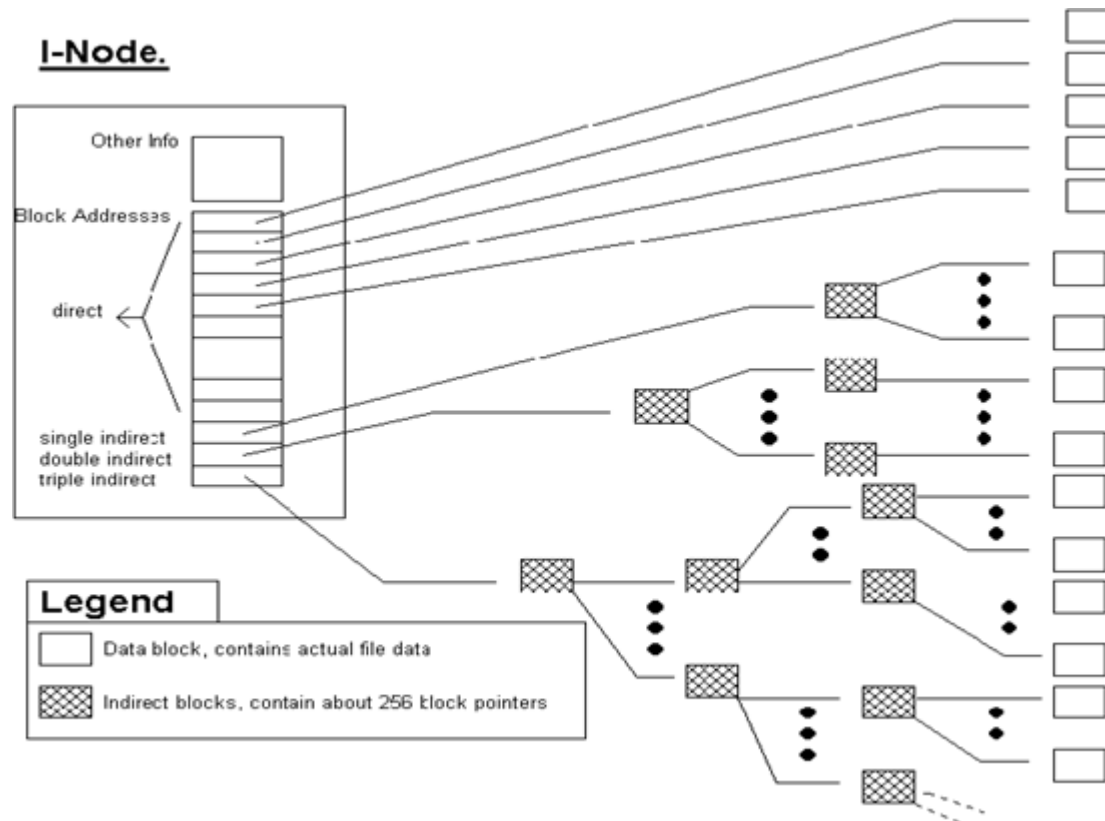 I-Node.
Other Info
Block Addresses
direct
single indirect
double indirect
triple indirect
Legend
Data block, contains actual file data
Indirect blocks, contain about 256 block pointers